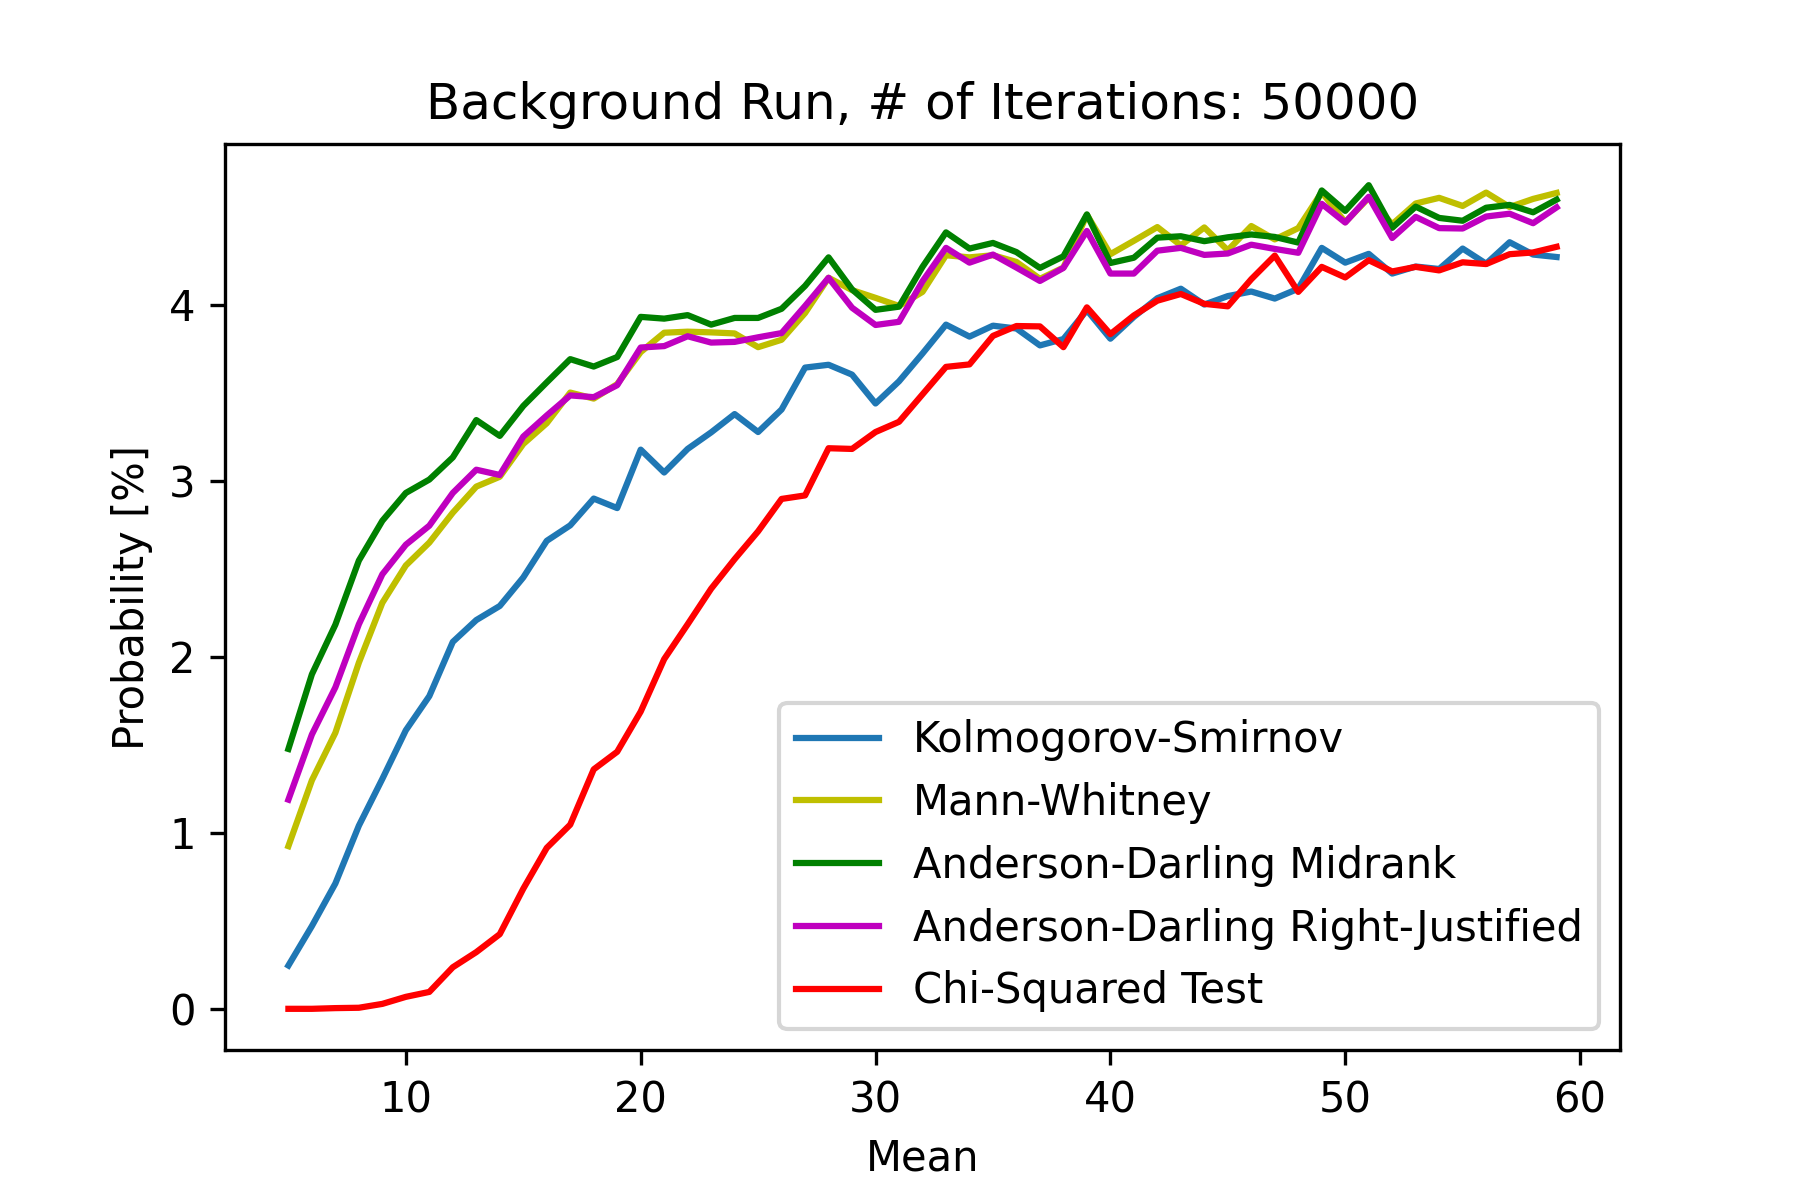 Background Run, # of Iterations: 50000
Probability [%]
4
3
2
1
0
Kolmogorov-Smirnov
Mann-Whitney
Anderson-Darling Midrank
Anderson-Darling Right-Justified
Chi-Squared Test
10 20 30 40 50 60
Mean